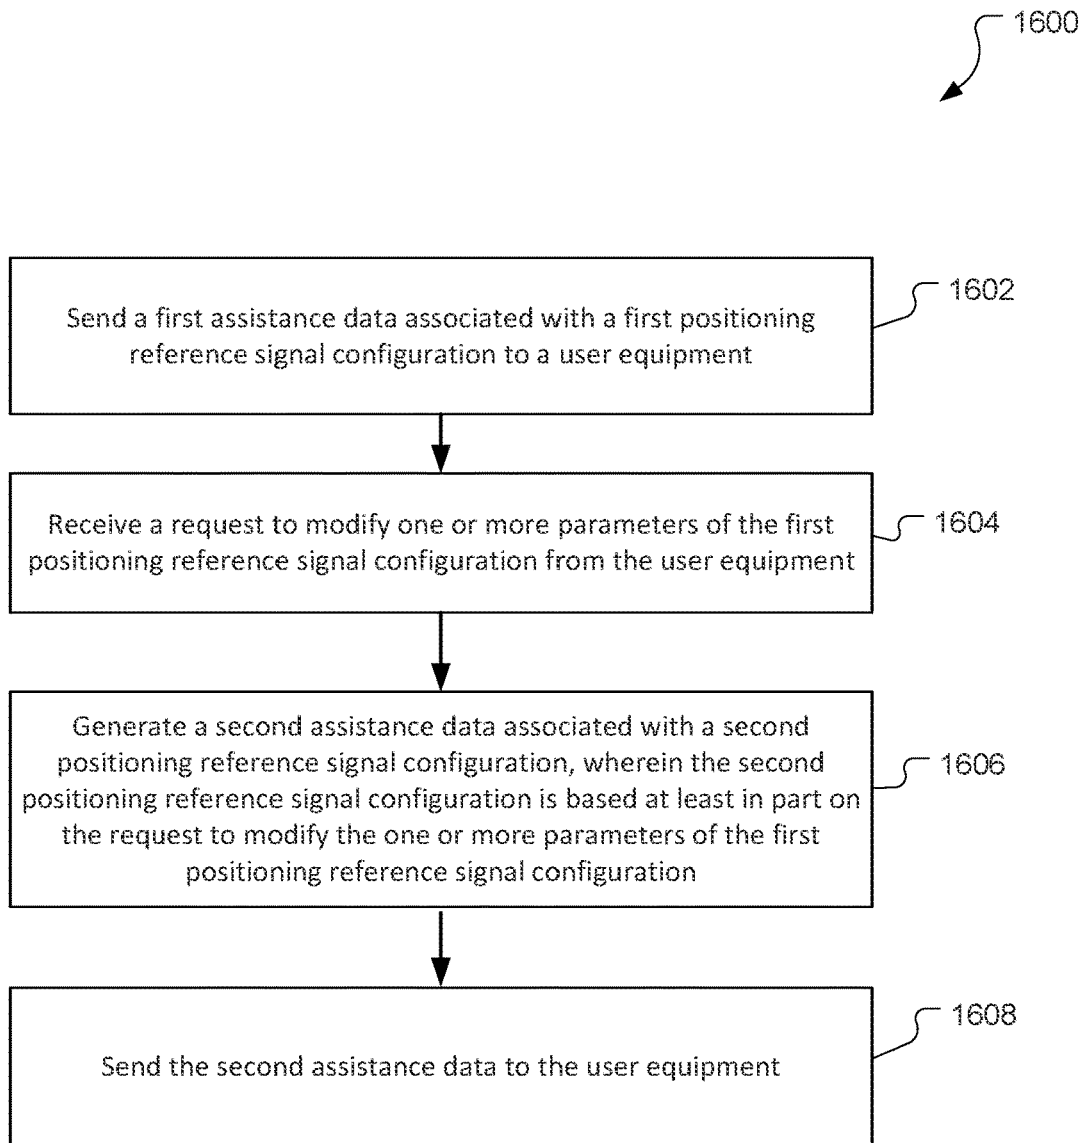 1600
Send a first assistance data associated with a first positioning
reference signal configuration to a user equipment
1602
Receive a request to modify one or more parameters of the first
positioning reference signal configuration from the user equipment
1604
Generate a second assistance data associated with a second
positioning reference signal configuration, wherein the second
positioning reference signal configuration is based at least in part on
the request to modify the one or more parameters of the first
positioning reference signal configuration
1606
Send the second assistance data to the user equipment
1608